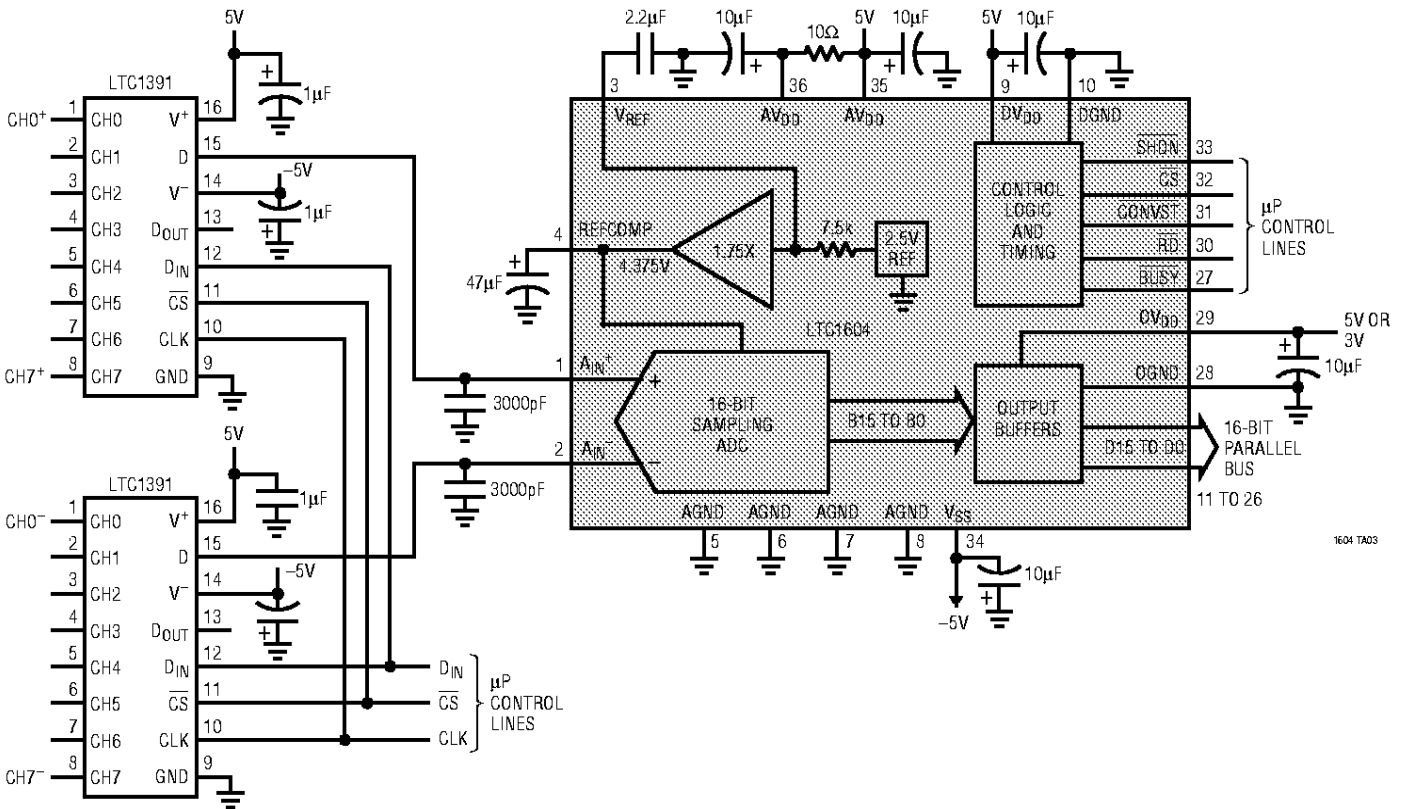 5V
1µF
LTC1391
CH0+ 1 CH0 V+ 16
2 CH1 D 15
3 CH2 V− 14
−5V
1µF
4 CH3 DOUT 13
5 CH4 DIN 12
6 CH5 CS 11
7 CH6 CLK 10
CH7+ 8 CH7 GND 9
5V
1µF
LTC1391
CH0− 1 CH0 V+ 16
2 CH1 D 15
3 CH2 V− 14
−5V
4 CH3 DOUT 13
5 CH4 DIN 12
6 CH5 CS 11
7 CH6 CLK 10
CH7− 8 CH7 GND 9
DIN
CS
CLK
µP
CONTROL
LINES
3000pF
3000pF
2.2µF
10µF
10Ω
5V
10µF
5V
10µF
3
36
35
9
10
VREF
AVDD
AVDD
DVDD
DGND
SHDN 33
CS 32
CONVST 31
RD 30
BUSY 27
µP
CONTROL
LINES
CONTROL
LOGIC
AND
TIMING
4 REFCOMP
4.375V
47µF
1.75X
7.5k
2.5V
REF
LTC1604
OVDD 29
5V OR
3V
10µF
OGND 28
1 AIN+
2 AIN−
+
−
16-BIT
SAMPLING
ADC
B15 TO B0
OUTPUT
BUFFERS
D15 TO D0
16-BIT
PARALLEL
BUS
11 TO 26
AGND
AGND
AGND
AGND
VSS
5
6
7
8
34
10µF
−5V
1604 TA03